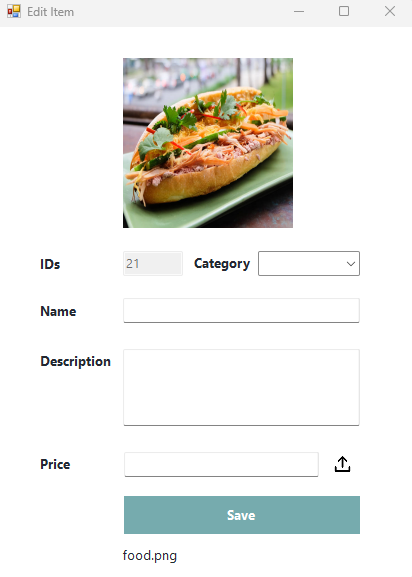 Edit Item
IDs 21 Category
Name
Description
Price
Save
food.png